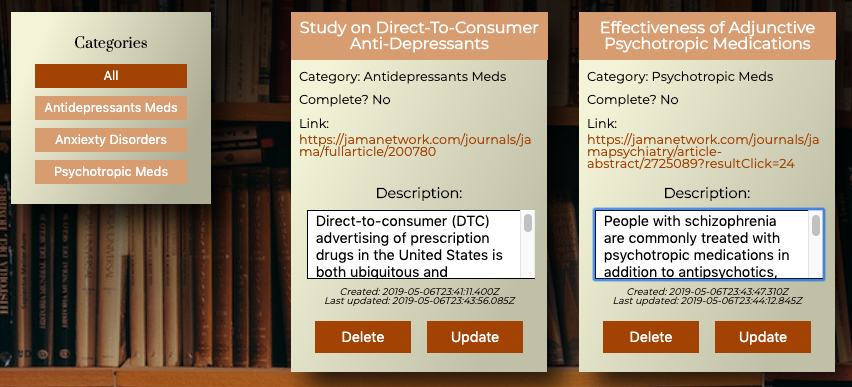 Categories
All
Antidepressants Meds
Anxiexty Disorders
Psychotropic Meds
Study on Direct-To-Consumer
Anti-Depressants
Category: Antidepressants Meds
Complete? No
Link:
https://jamanetwork.com/journals/ja
ma/fullarticle/200780
Description:
Direct-to-consumer (DTC)
advertising of prescription
drugs in the United States is
both ubiquitous and
Created: 2019-05-06T23:41:11.400Z
Last updated: 2019-05-06T23:43:56.085Z
Delete
Update
Effectiveness of Adjunctive
Psychotropic Medications
Category: Psychotropic Meds
Complete? No
Link:
https://jamanetwork.com/journals/ja
mapsychiatry/article-
abstract/2725089?resultClick=24
Description:
People with schizophrenia
are commonly treated with
psychotropic medications in
addition to antipsychotics,
Created: 2019-05-06T23:43:47.310Z
Last updated: 2019-05-06T23:44:12.845Z
Delete
Update